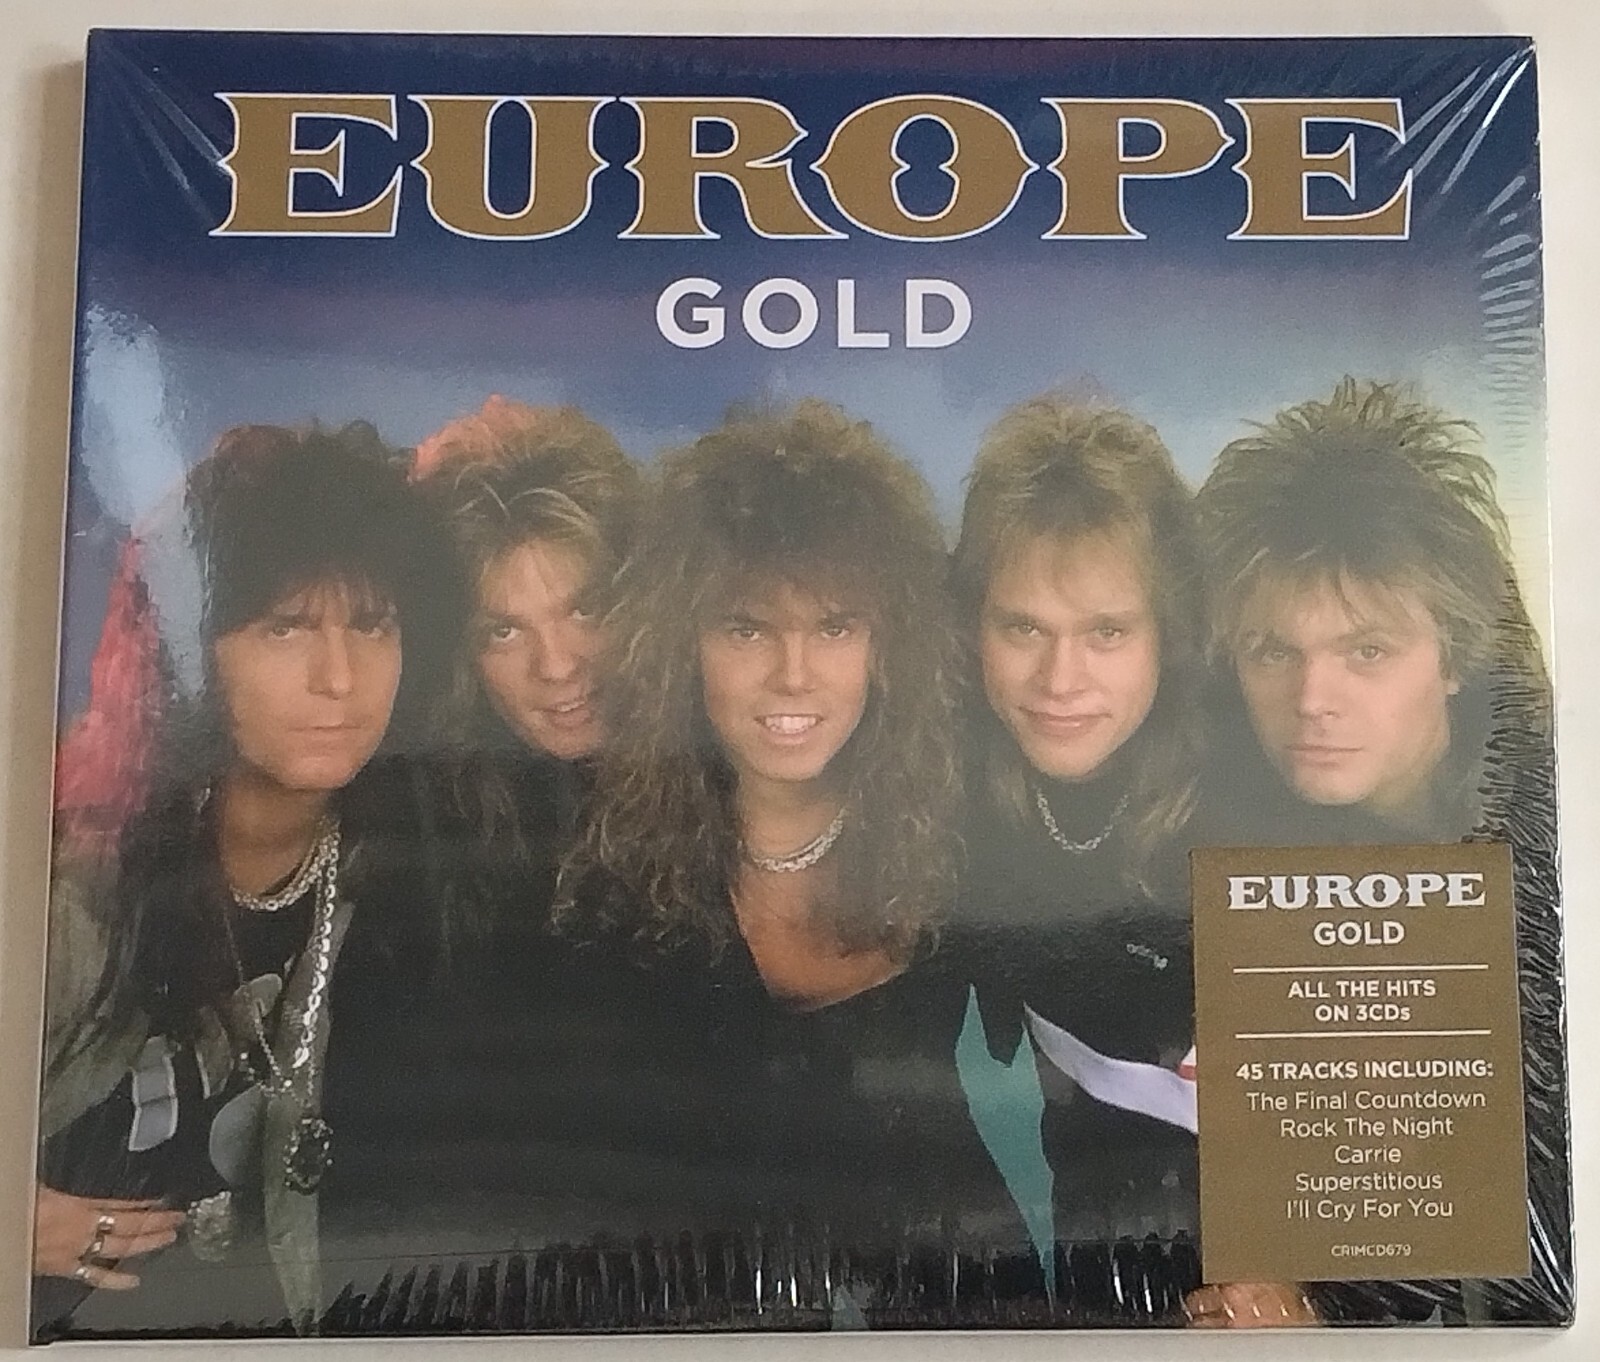 EUROPE
GOLD
EUROPE
GOLD
ALL THE HITS
ON 3CDs
45 TRACKS INCLUDING:
The Final Countdown
Rock The Night
Carrie
Superstitious
I'll Cry For You
CRIMCD679